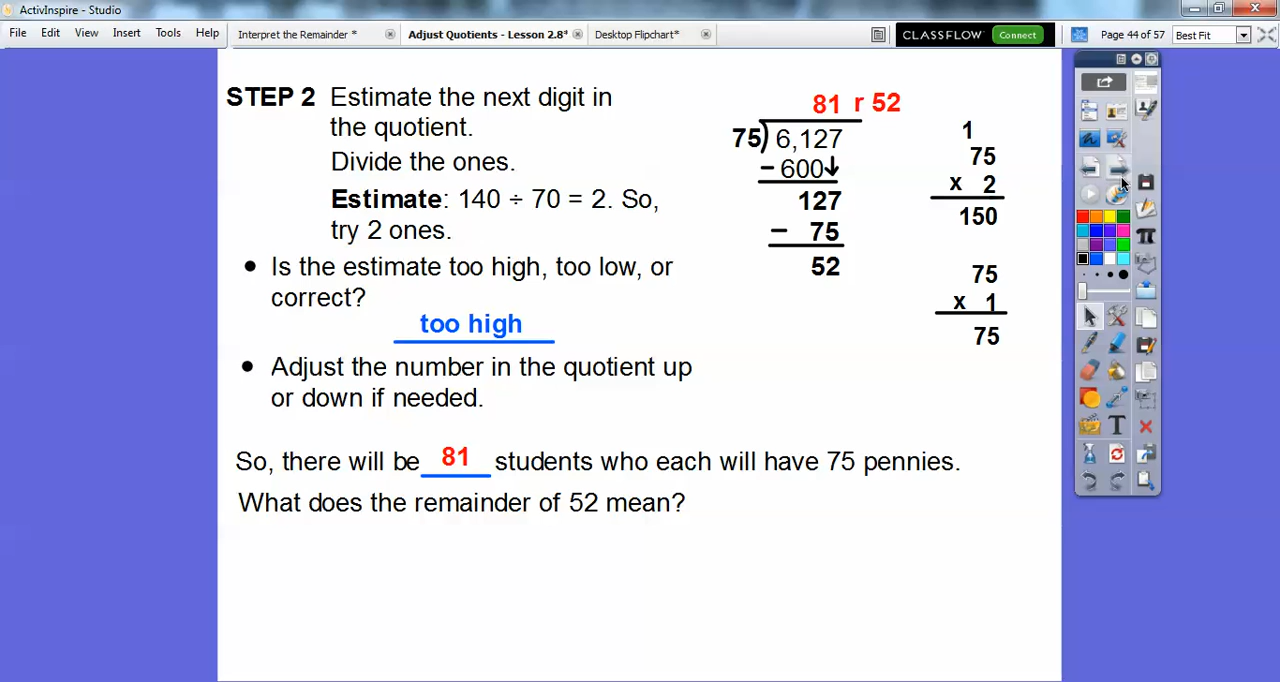 ActivInspire - Studio
File Edit View Insert Tools Help
Interpret the Remainder * Adjust Quotients - Lesson 2.8* Desktop Flipchart*
CLASSFLOW Connect
Page 44 of 57 Best Fit
STEP 2 Estimate the next digit in
the quotient.
Divide the ones.
Estimate: 140 ÷ 70 = 2. So,
try 2 ones.
• Is the estimate too high, too low, or
correct?
too high
• Adjust the number in the quotient up
or down if needed.
81 r 52
75)6,127
- 600↓
127
- 75
52
1
75
x 2
150
75
x 1
75
So, there will be 81 students who each will have 75 pennies.
What does the remainder of 52 mean?